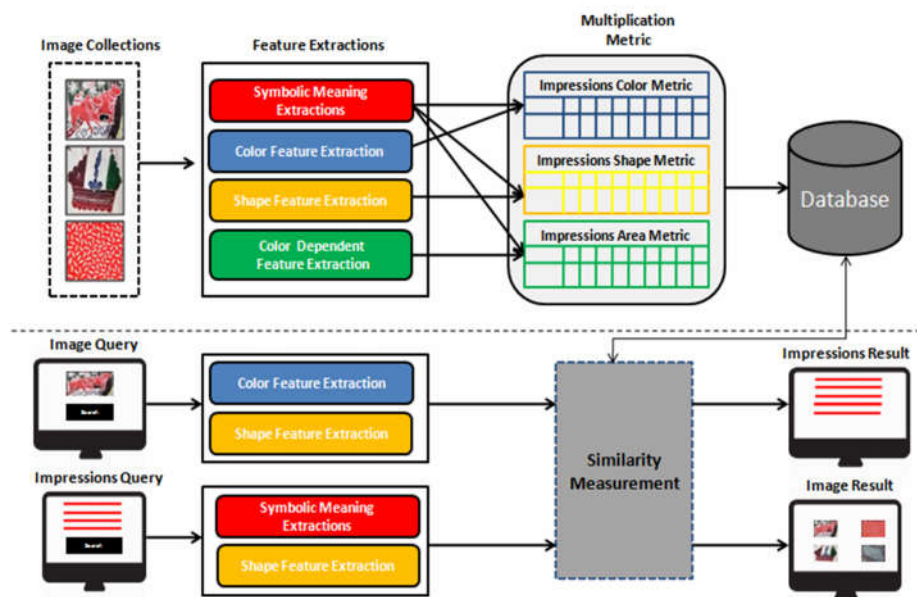 Image Collections
Feature Extractions
Multiplication
Metric
Symbolic Meaning
Extractions
Color Feature Extraction
Shape Feature Extraction
Color Dependent
Feature Extraction
Impressions Color Metric
Impressions Shape Metric
Impressions Area Metric
Database
Image Query
Search
Color Feature Extraction
Shape Feature Extraction
Impressions Query
Search
Symbolic Meaning
Extractions
Shape Feature Extraction
Similarity
Measurement
Impressions Result
Image Result